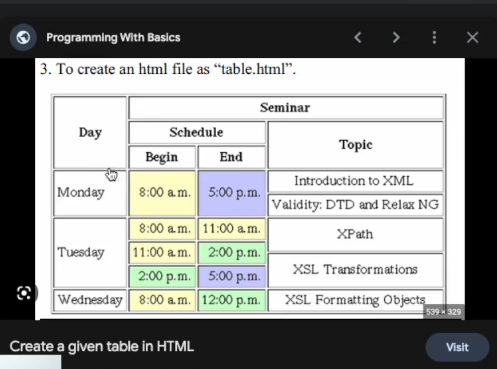 Programming With Basics
3. To create an html file as “table.html”.
Day
Seminar
Schedule
Topic
Begin
End
Monday
8:00 a.m.
5:00 p.m.
Introduction to XML
Validity: DTD and Relax NG
Tuesday
8:00 a.m.
11:00 a.m.
XPath
11:00 a.m.
2:00 p.m.
XSL Transformations
2:00 p.m.
5:00 p.m.
Wednesday
8:00 a.m.
12:00 p.m.
XSL Formatting Objects
539 × 329
Create a given table in HTML
Visit